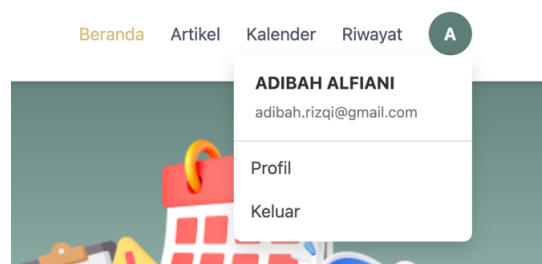 Beranda Artikel Kalender Riwayat A
ADIBAH ALFIANI
adibah.rizqi@gmail.com
Profil
Keluar